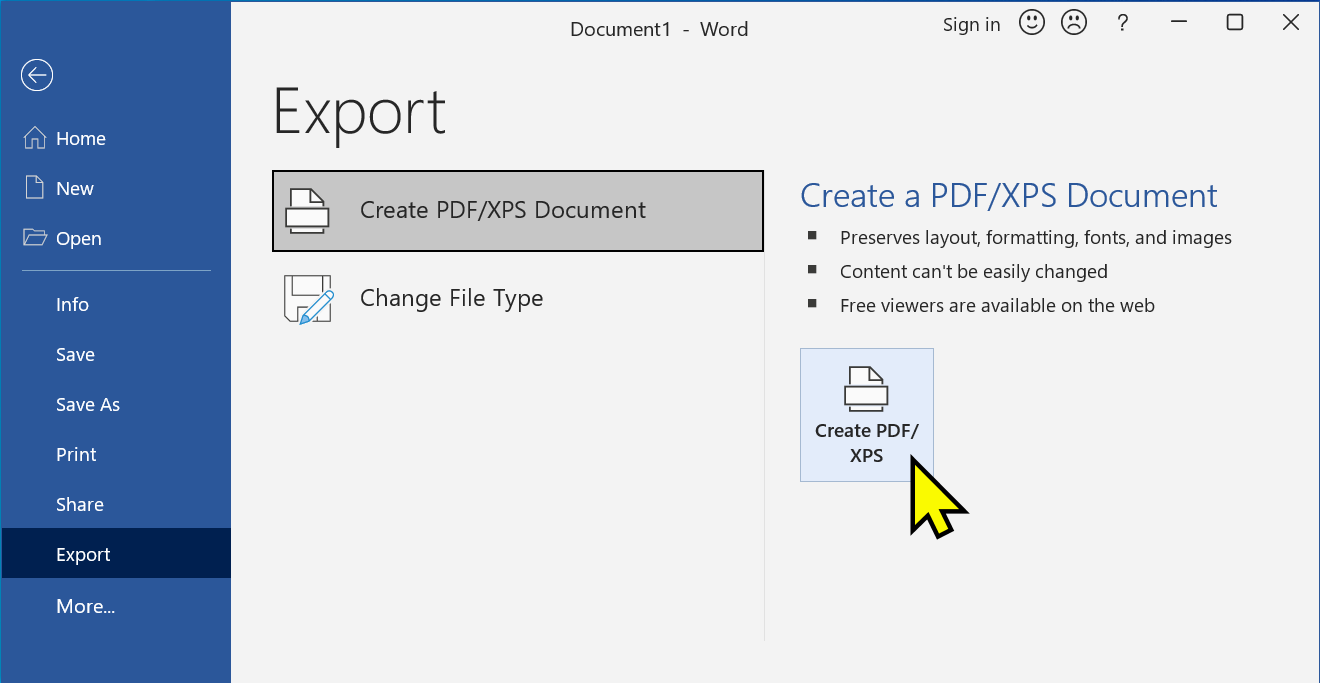 Document1 - Word
Sign in
?
Home
New
Open
Info
Save
Save As
Print
Share
Export
More...
Export
Create PDF/XPS Document
Change File Type
Create a PDF/XPS Document
Preserves layout, formatting, fonts, and images
Content can't be easily changed
Free viewers are available on the web
Create PDF/
XPS